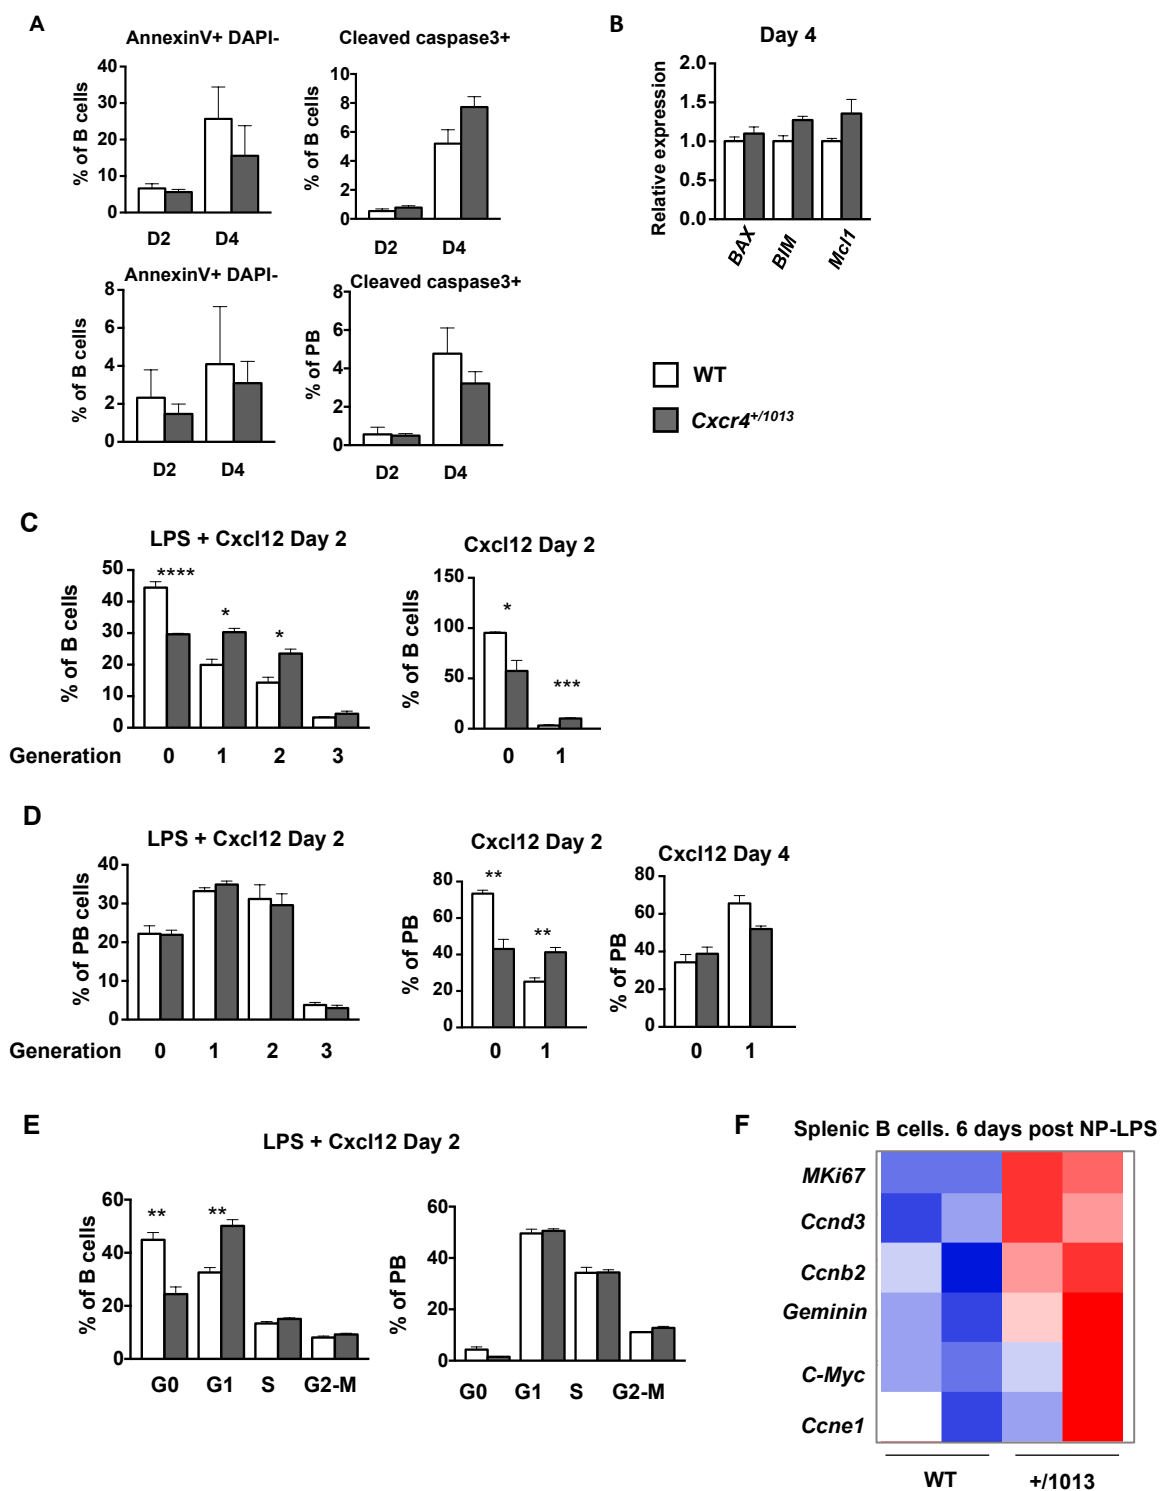 A
B
AnnexinV+ DAPI-
Cleaved caspase3+
Day 4
% of B cells
40
30
20
10
0
D2 D4
% of B cells
10
8
6
4
2
0
D2 D4
Relative expression
2.0
1.5
1.0
0.5
0.0
BAX BIM Mcl1
AnnexinV+ DAPI-
Cleaved caspase3+
% of B cells
8
6
4
2
0
D2 D4
% of PB
8
6
4
2
0
D2 D4
WT
Cxcr4+/1013
C
LPS + Cxcl12 Day 2
Cxcl12 Day 2
% of B cells
50
40
30
20
10
0
**** * *
Generation 0 1 2 3
% of B cells
150
100
50
0
* ***
0 1
D
LPS + Cxcl12 Day 2
Cxcl12 Day 2
Cxcl12 Day 4
% of PB cells
40
30
20
10
0
Generation 0 1 2 3
% of PB
80
60
40
20
0
** **
0 1
% of PB
80
60
40
20
0
0 1
E
LPS + Cxcl12 Day 2
% of B cells
60
40
20
0
** **
G0 G1 S G2-M
% of PB
60
40
20
0
G0 G1 S G2-M
F
Splenic B cells. 6 days post NP-LPS
MKi67
Ccnd3
Ccnb2
Geminin
C-Myc
Ccne1
WT +/1013